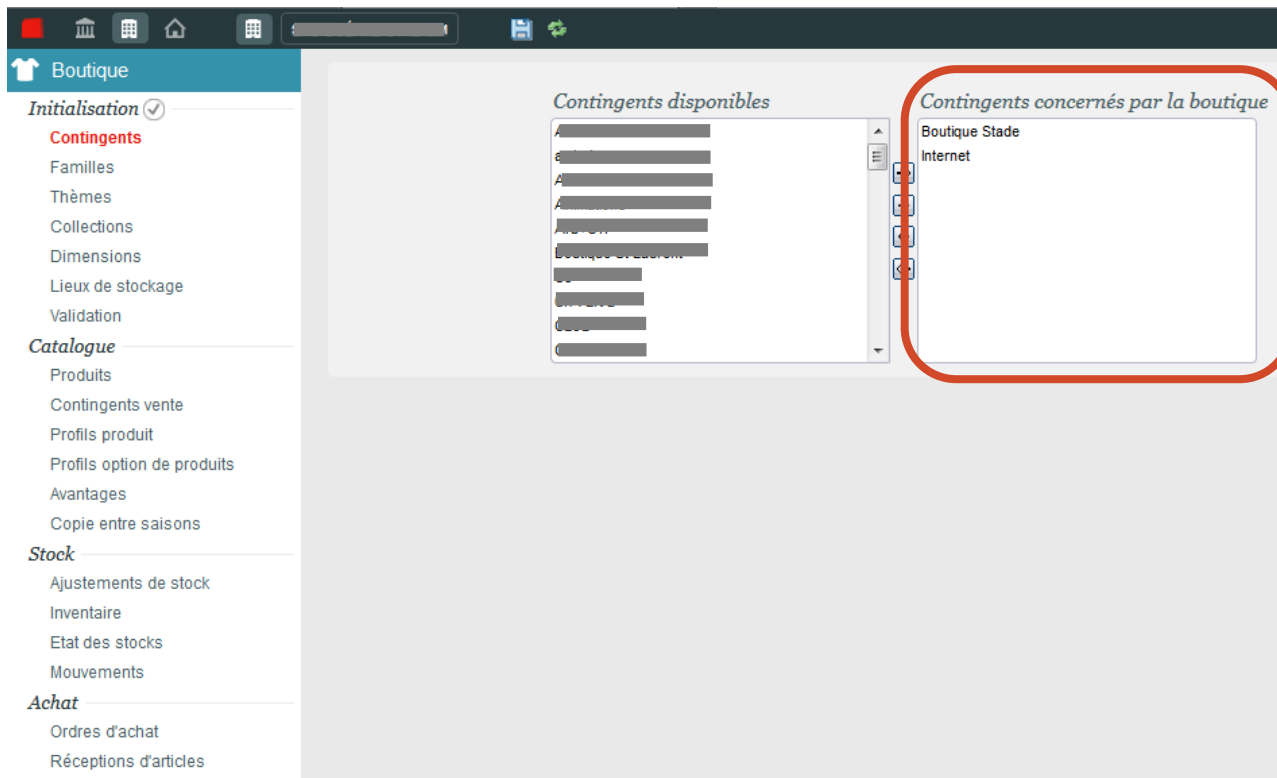 Boutique
Initialisation
Contingents
Familles
Thèmes
Collections
Dimensions
Lieux de stockage
Validation
Catalogue
Produits
Contingents vente
Profils produit
Profils option de produits
Avantages
Copie entre saisons
Stock
Ajustements de stock
Inventaire
Etat des stocks
Mouvements
Achat
Ordres d'achat
Réceptions d'articles
Contingents disponibles
Contingents concernés par la boutique
Boutique Stade
Internet